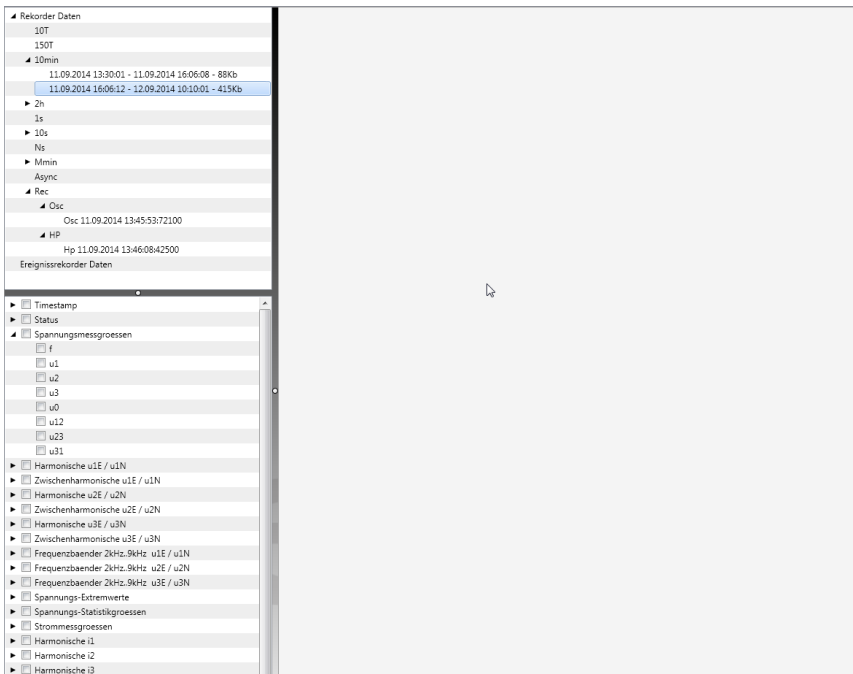 Rekorder Daten
10T
150T
10min
11.09.2014 13:30:01 - 11.09.2014 16:06:08 - 88Kb
11.09.2014 16:06:12 - 12.09.2014 10:10:01 - 415Kb
2h
1s
10s
Ns
Mmin
Async
Rec
Osc
Osc 11.09.2014 13:45:53:72100
HP
Hp 11.09.2014 13:46:08:42500
Ereignissrekorder Daten
Timestamp
Status
Spannungsmessgroessen
f
u1
u2
u3
u0
u12
u23
u31
Harmonische u1E / u1N
Zwischenharmonische u1E / u1N
Harmonische u2E / u2N
Zwischenharmonische u2E / u2N
Harmonische u3E / u3N
Zwischenharmonische u3E / u3N
Frequenzbaender 2kHz..9kHz u1E / u1N
Frequenzbaender 2kHz..9kHz u2E / u2N
Frequenzbaender 2kHz..9kHz u3E / u3N
Spannungs-Extremwerte
Spannungs-Statistikgroessen
Strommessgroessen
Harmonische i1
Harmonische i2
Harmonische i3